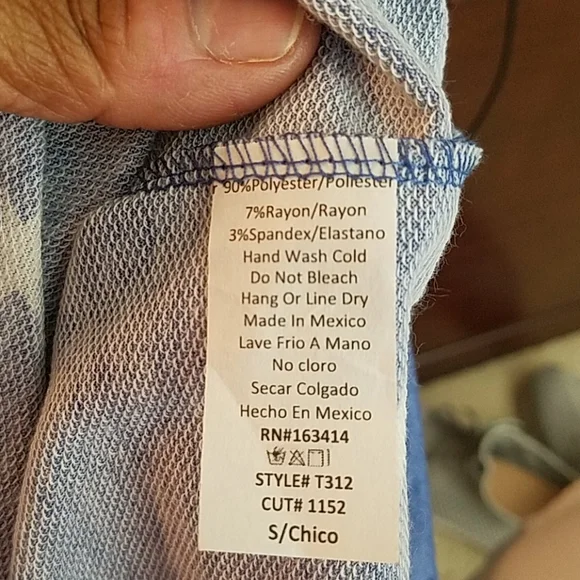 90%Polyester/Poliester
7%Rayon/Rayon
3%Spandex/Elastano
Hand Wash Cold
Do Not Bleach
Hang Or Line Dry
Made In Mexico
Lave Frio A Mano
No cloro
Secar Colgado
Hecho En Mexico
RN#163414
STYLE# T312
CUT# 1152
S/Chico